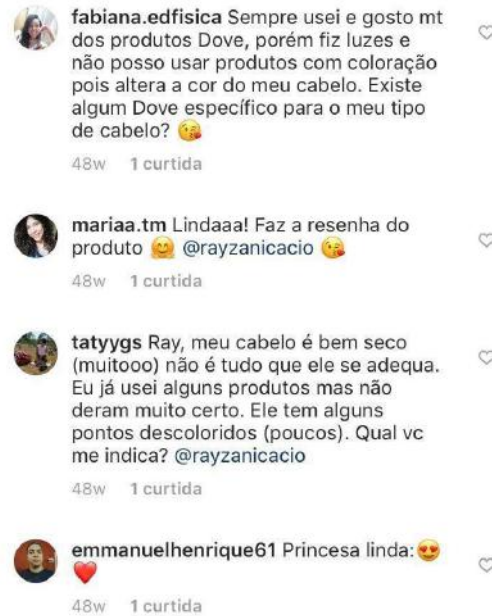 fabiana.edfisica Sempre usei e gosto mt
dos produtos Dove, porém fiz luzes e
não posso usar produtos com coloração
pois altera a cor do meu cabelo. Existe
algum Dove específico para o meu tipo
de cabelo? 😘
48w 1 curtida
mariaa.tm Lindaaa! Faz a resenha do
produto 🤗 @rayzanicacio 😘
48w 1 curtida
tatyygs Ray, meu cabelo é bem seco
(muitooo) não é tudo que ele se adequa.
Eu já usei alguns produtos mas não
deram muito certo. Ele tem alguns
pontos descoloridos (poucos). Qual vc
me indica? @rayzanicacio
48w 1 curtida
emmanuelhenrique61 Princesa linda:😍
❤️
48w 1 curtida